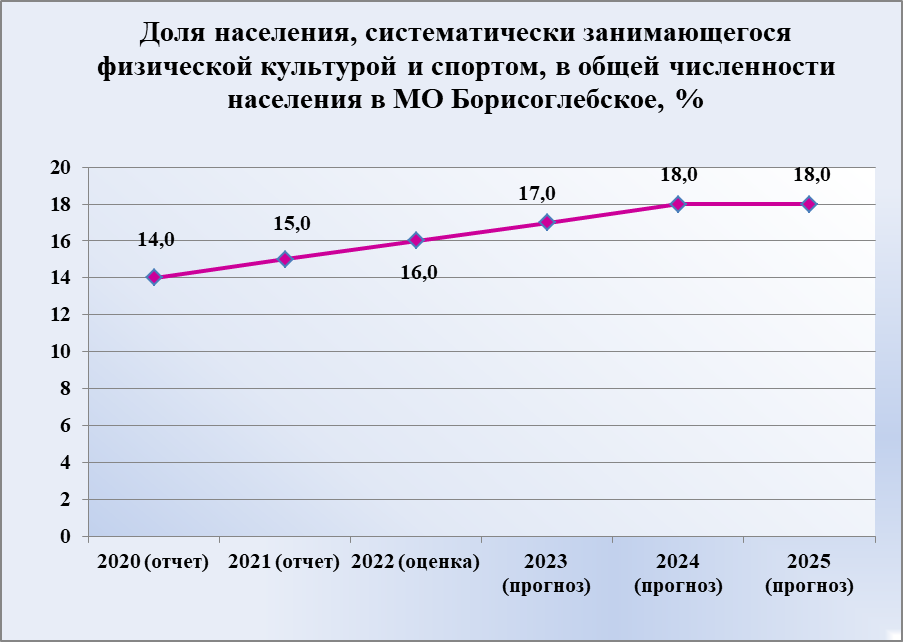 Доля населения, систематически занимающегося
физической культурой и спортом, в общей численности
населения в МО Борисоглебское, %
20
18
16
14
12
10
8
6
4
2
0
14,0
15,0
16,0
17,0
18,0
18,0
2020 (отчет)
2021 (отчет)
2022 (оценка)
2023
(прогноз)
2024
(прогноз)
2025
(прогноз)